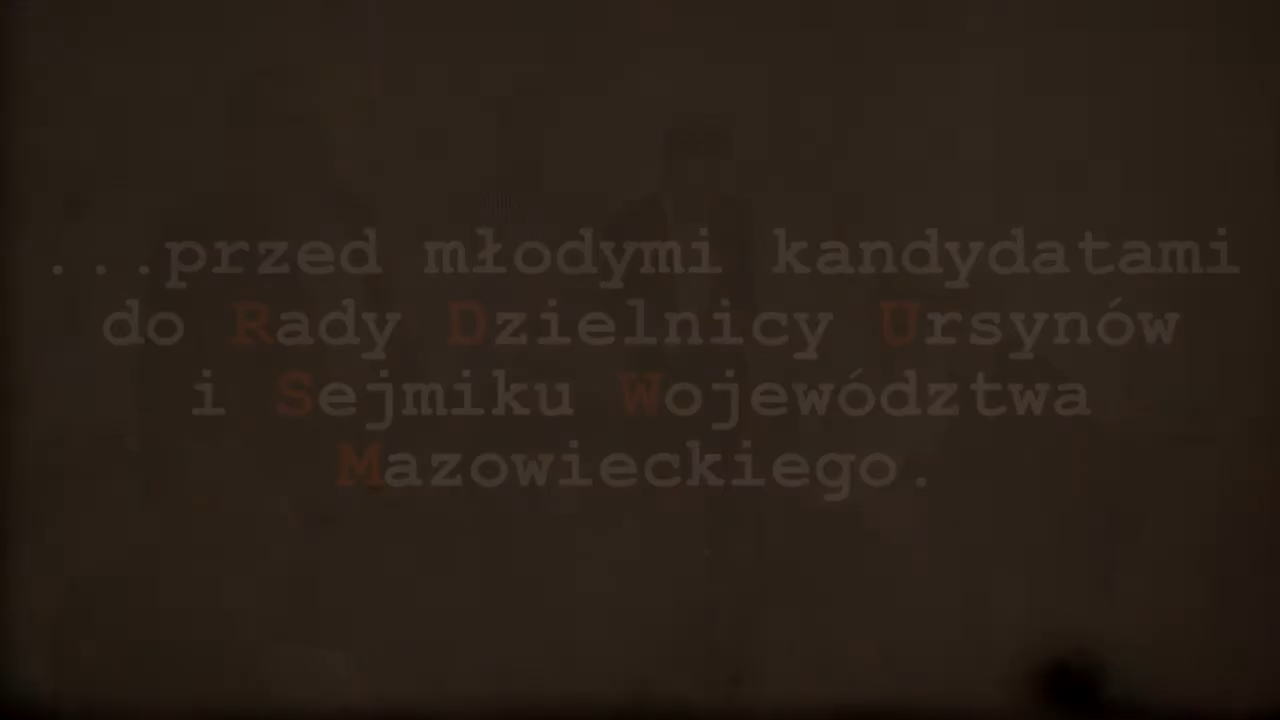 ...przed młodymi kandydatami
do Rady Dzielnicy Ursynów
i Sejmiku Województwa
Mazowieckiego.